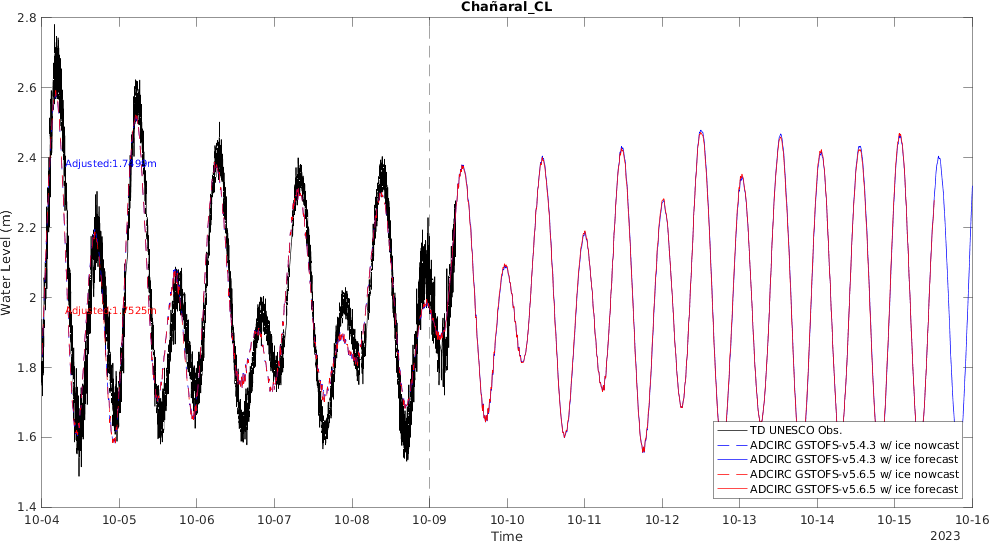 Chañaral_CL
Water Level (m)
2.8
2.6
2.4
2.2
2
1.8
1.6
1.4
Adjusted:1.7499m
Adjusted:1.7525m
TD UNESCO Obs.
ADCIRC GSTOFS-v5.4.3 w/ ice nowcast
ADCIRC GSTOFS-v5.4.3 w/ ice forecast
ADCIRC GSTOFS-v5.6.5 w/ ice nowcast
ADCIRC GSTOFS-v5.6.5 w/ ice forecast
10-04 10-05 10-06 10-07 10-08 10-09 10-10 10-11 10-12 10-13 10-14 10-15 10-16
Time
2023